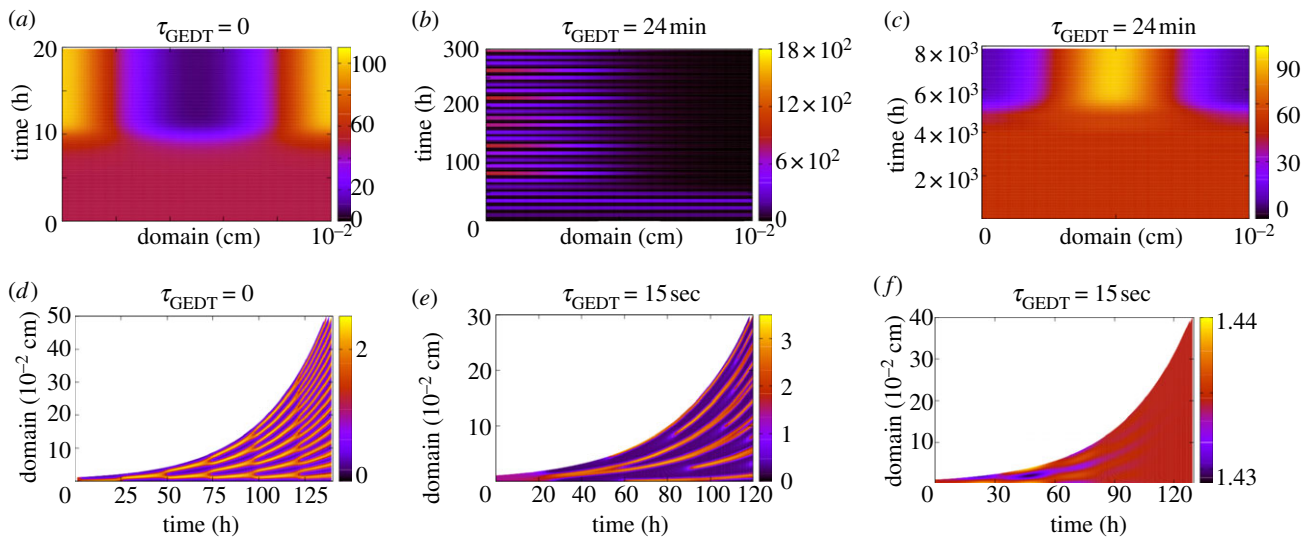 (a)
τGEDT = 0
20
10
0
time (h)
domain (cm)
10⁻²
100
60
20
0
(b)
τGEDT = 24 min
300
200
100
0
time (h)
0
domain (cm)
10⁻²
18 × 10²
12 × 10²
6 × 10²
0
(c)
τGEDT = 24 min
8 × 10³
6 × 10³
4 × 10³
2 × 10³
time (h)
0
domain (cm)
10⁻²
90
60
30
0
(d)
τGEDT = 0
50
40
30
20
10
domain (10⁻² cm)
0 25 50 75 100 125
time (h)
2
1
0
(e)
τGEDT = 15 sec
30
20
10
0
domain (10⁻² cm)
0 20 40 60 80 100 120
time (h)
3
2
1
0
(f)
τGEDT = 15 sec
40
30
20
10
domain (10⁻² cm)
0 30 60 90 120
time (h)
1.44
1.43